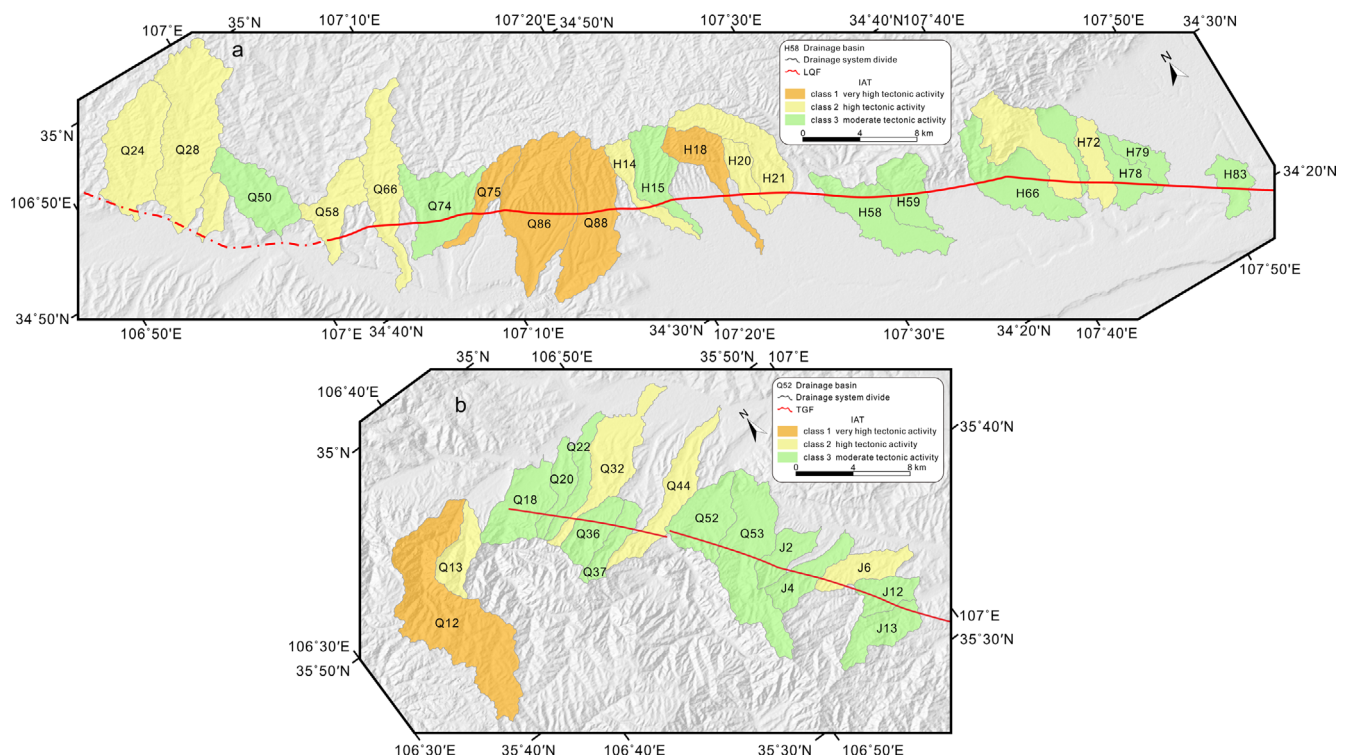 107°E
35°N
107°10′E
107°20′E
34°50′N
107°30′E
34°40′N
107°40′E
107°50′E
34°30′N
a
H58 Drainage basin
Drainage system divide
LQF
IAT
class 1 very high tectonic activity
class 2 high tectonic activity
class 3 moderate tectonic activity
0 4 8 km
N
35°N
106°50′E
34°50′N
34°20′N
107°50′E
Q24
Q28
Q50
Q58
Q66
Q74
Q75
Q86
Q88
H14
H15
H18
H20
H21
H58
H59
H66
H72
H79
H78
H83
106°50′E
107°E
34°40′N
107°10′E
34°30′N
107°20′E
107°30′E
34°20′N
107°40′E
35°N
106°50′E
35°50′N
107°E
b
Q52 Drainage basin
Drainage system divide
TGF
IAT
class 1 very high tectonic activity
class 2 high tectonic activity
class 3 moderate tectonic activity
0 4 8 km
N
106°40′E
35°N
106°30′E
35°50′N
35°40′N
107°E
35°30′N
Q22
Q32
Q20
Q18
Q44
Q36
Q37
Q52
Q53
J2
J4
J6
J12
J13
Q13
Q12
106°30′E
35°40′N
106°40′E
35°30′N
106°50′E